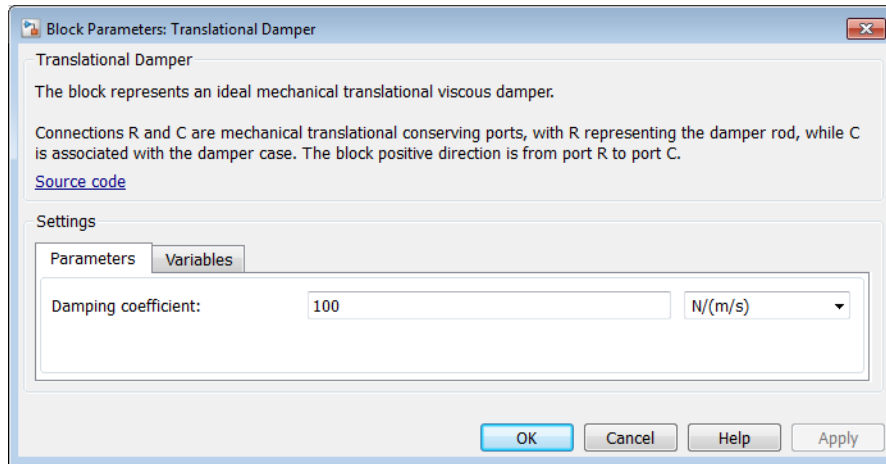 Block Parameters: Translational Damper
Translational Damper
The block represents an ideal mechanical translational viscous damper.
Connections R and C are mechanical translational conserving ports, with R representing the damper rod, while C
is associated with the damper case. The block positive direction is from port R to port C.
Source code
Settings
Parameters Variables
Damping coefficient: 100 N/(m/s)
OK Cancel Help Apply